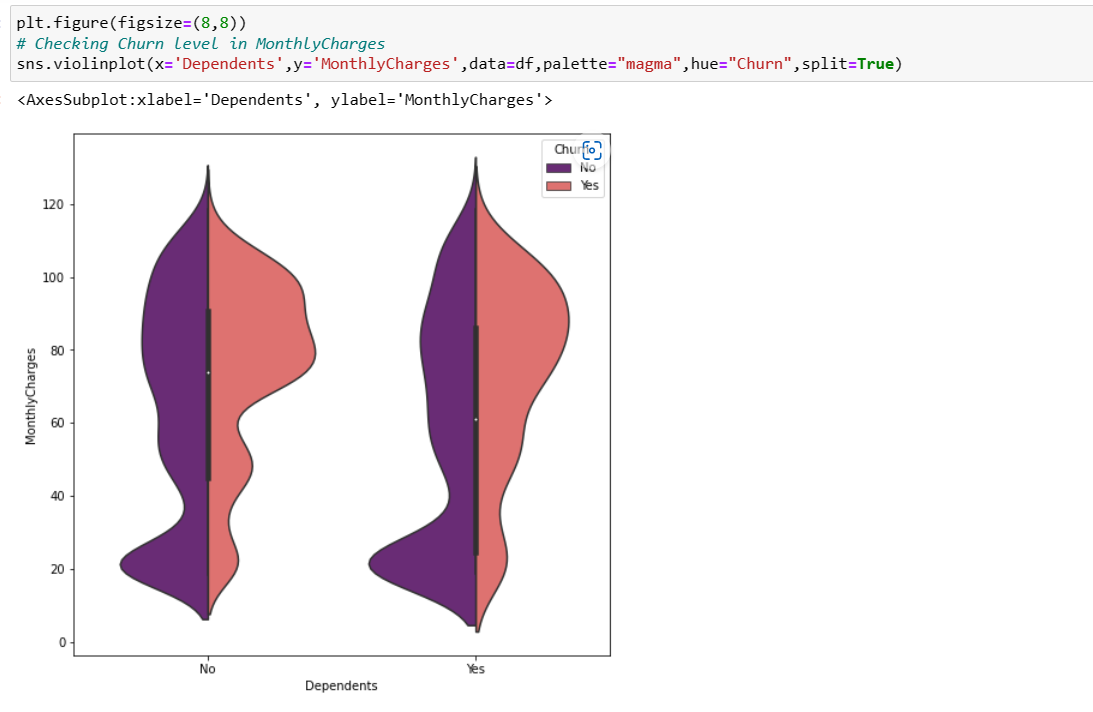 plt.figure(figsize=(8,8))
# Checking Churn level in MonthlyCharges
sns.violinplot(x='Dependents',y='MonthlyCharges',data=df,palette="magma",hue="Churn",split=True)
<AxesSubplot:xlabel='Dependents', ylabel='MonthlyCharges'>
Churn
No
Yes
120
100
80
60
40
20
0
MonthlyCharges
No Yes
Dependents